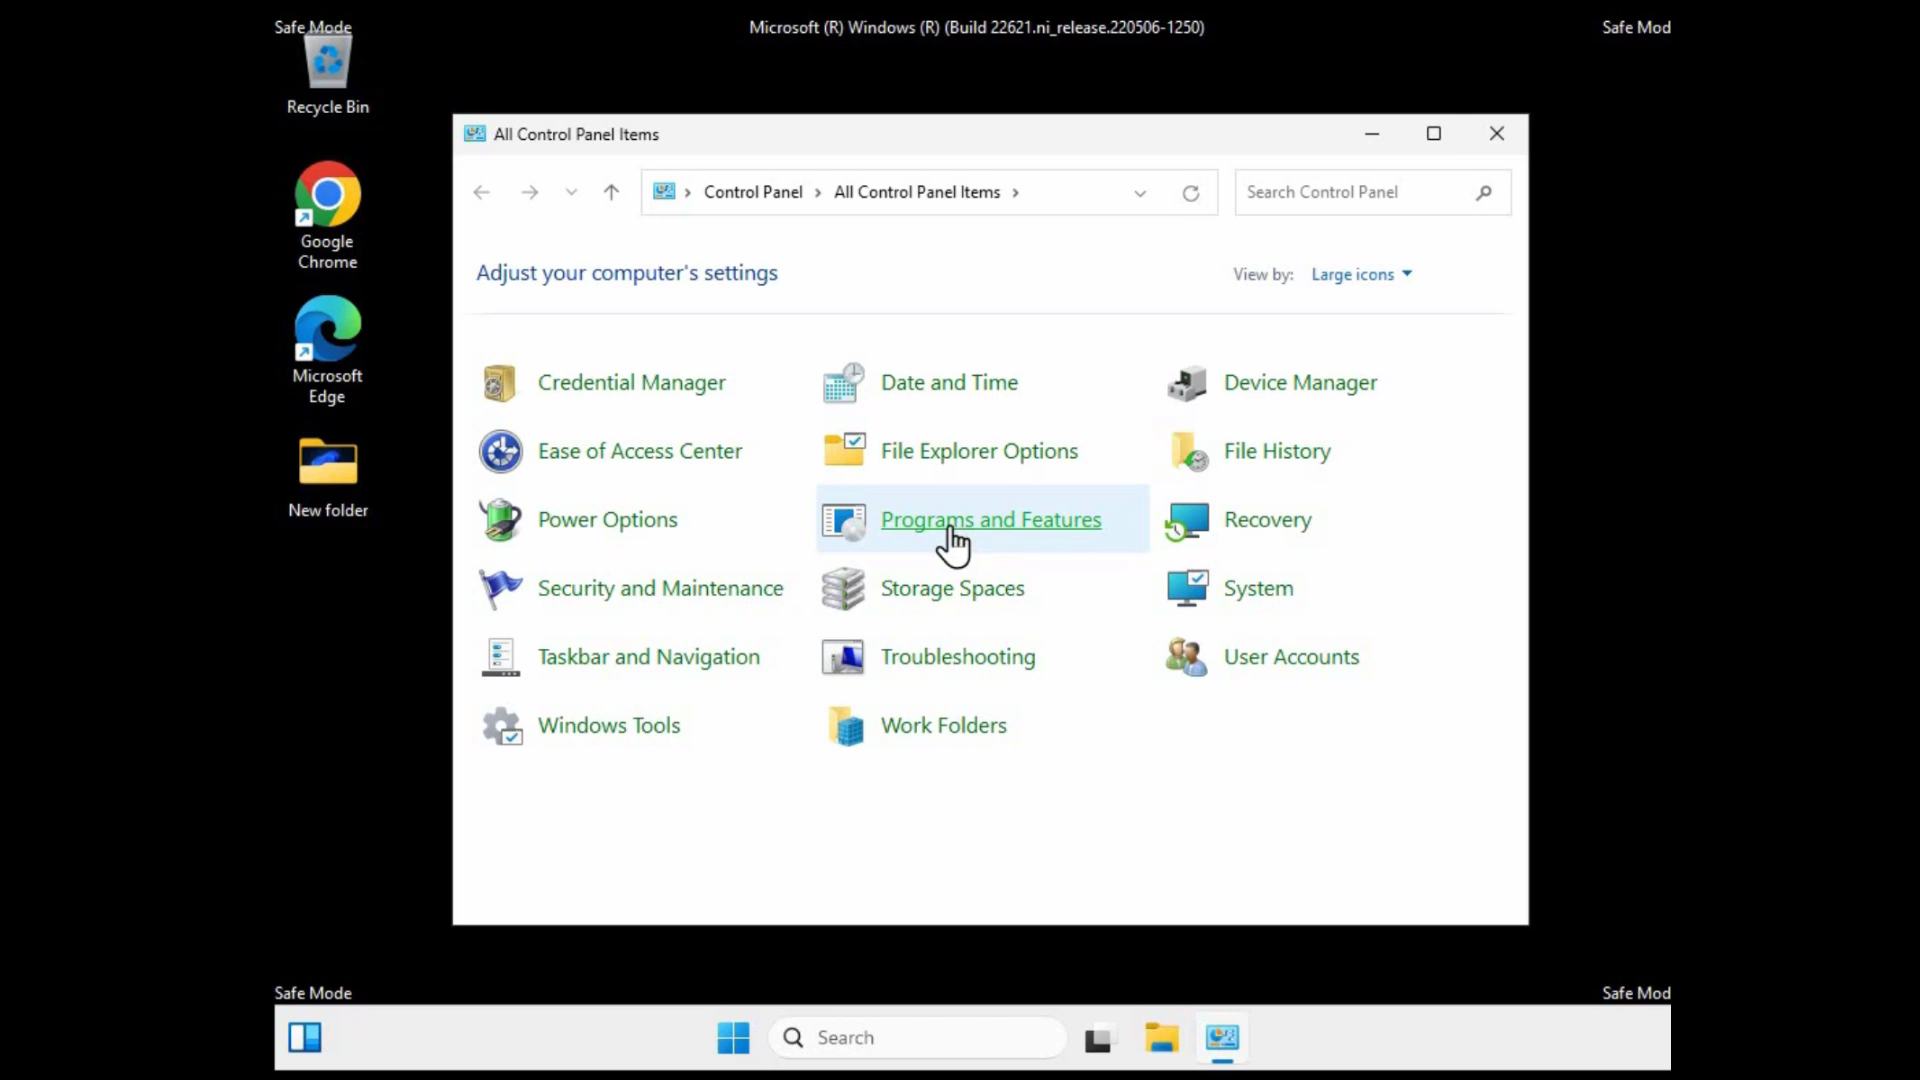 Safe Mode
Microsoft (R) Windows (R) (Build 22621.ni_release.220506-1250)
Safe Mod
Recycle Bin
Google
Chrome
Microsoft
Edge
New folder
All Control Panel Items
Control Panel
All Control Panel Items
Search Control Panel
Adjust your computer's settings
View by:
Large icons
Credential Manager
Date and Time
Device Manager
Ease of Access Center
File Explorer Options
File History
Power Options
Programs and Features
Recovery
Security and Maintenance
Storage Spaces
System
Taskbar and Navigation
Troubleshooting
User Accounts
Windows Tools
Work Folders
Safe Mode
Safe Mod
Search